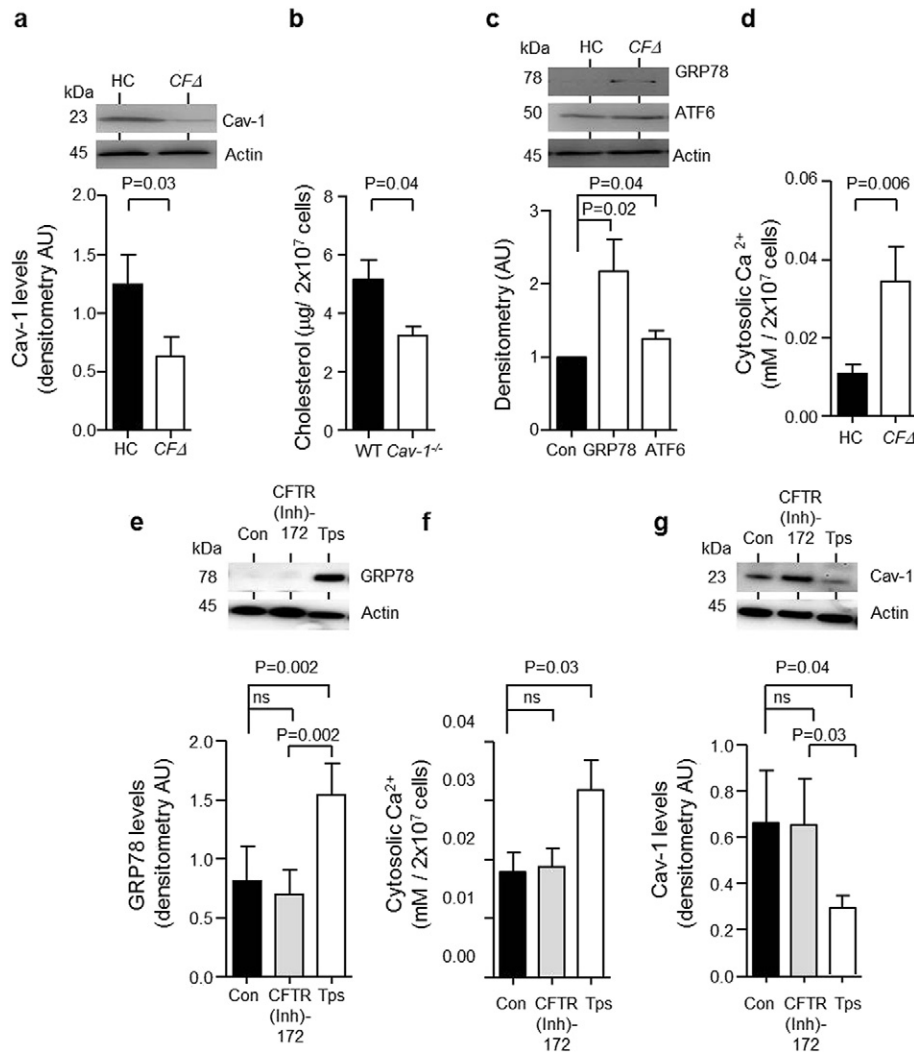 a
HC CFΔ
kDa
23 Cav-1
45 Actin
P=0.03
2.0
1.5
1.0
0.5
0.0
Cav-1 levels
(densitometry AU)
HC CFΔ
b
P=0.04
8
6
4
2
0
Cholesterol (µg/ 2x10⁷ cells)
WT Cav-1⁻/⁻
c
kDa HC CFΔ
78 GRP78
50 ATF6
45 Actin
P=0.04
P=0.02
3
2
1
0
Densitometry (AU)
Con GRP78 ATF6
d
0.06
P=0.006
0.04
0.02
0.00
Cytosolic Ca ²⁺
(mM / 2x10⁷ cells)
HC CFΔ
e
CFTR
(Inh)-
Con 172 Tps
kDa
78 GRP78
45 Actin
P=0.002
ns
P=0.002
2.0
1.5
1.0
0.5
0.0
GRP78 levels
(densitometry AU)
Con CFTR Tps
(Inh)-
172
f
P=0.03
ns
0.04
0.03
0.02
0.01
0.00
Cytosolic Ca²⁺
(mM / 2x10⁷ cells)
Con CFTR Tps
(Inh)-
172
g
CFTR
(Inh)-
Con 172 Tps
kDa
23 Cav-1
45 Actin
P=0.04
ns
P=0.03
1.0
0.8
0.6
0.4
0.2
0.0
Cav-1 levels
(densitometry AU)
Con CFTR Tps
(Inh)-
172